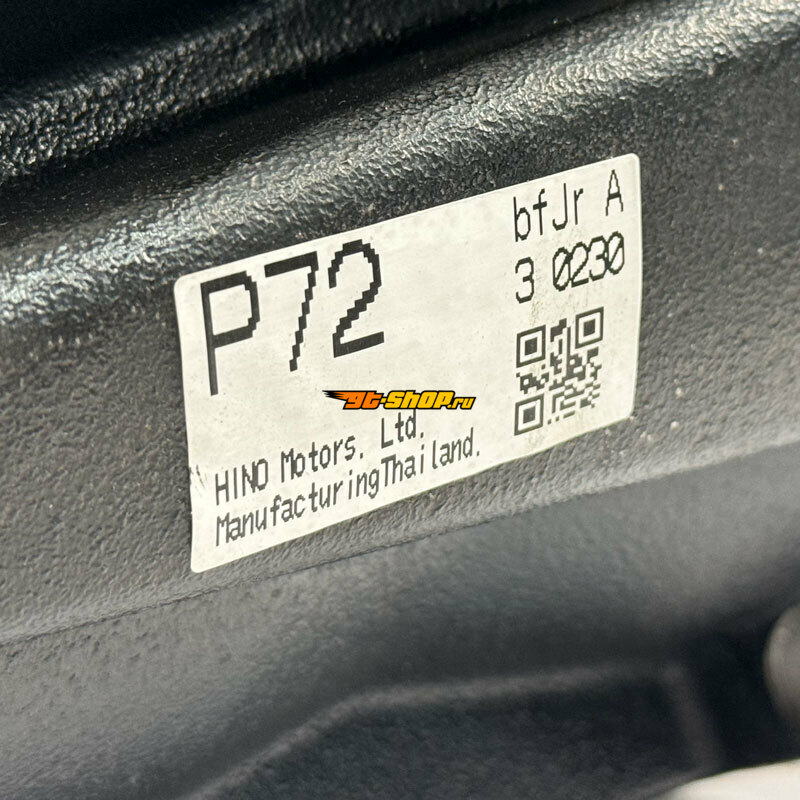 P72
bfJr A
3 0230
gt-shop.ru
HINO Motors. Ltd.
ManufacturingThailand.